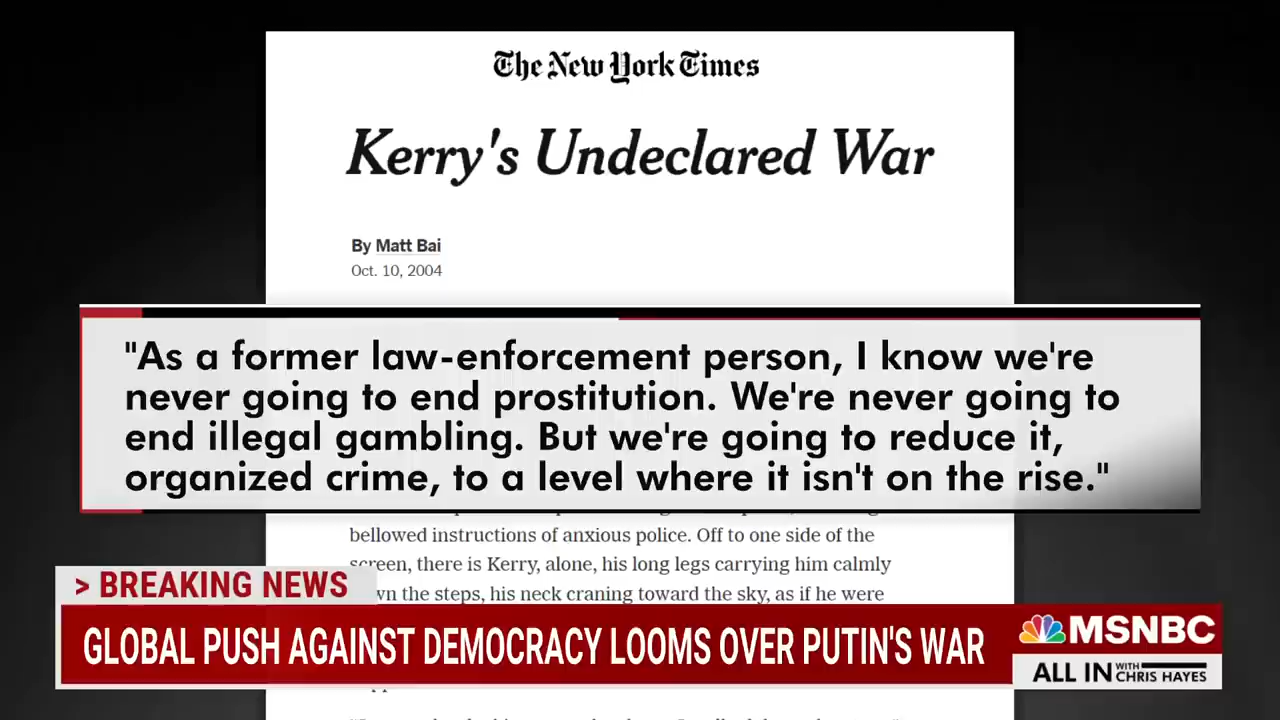 The New York Times
Kerry's Undeclared War
By Matt Bai
Oct. 10, 2004
"As a former law-enforcement person, I know we're
never going to end prostitution. We're never going to
end illegal gambling. But we're going to reduce it,
organized crime, to a level where it isn't on the rise."
bellowed instructions of anxious police. Off to one side of the
screen, there is Kerry, alone, his long legs carrying him calmly
the steps, his neck craning toward the sky, as if he were
> BREAKING NEWS
GLOBAL PUSH AGAINST DEMOCRACY LOOMS OVER PUTIN'S WAR
MSNBC
ALL IN WITH CHRIS HAYES